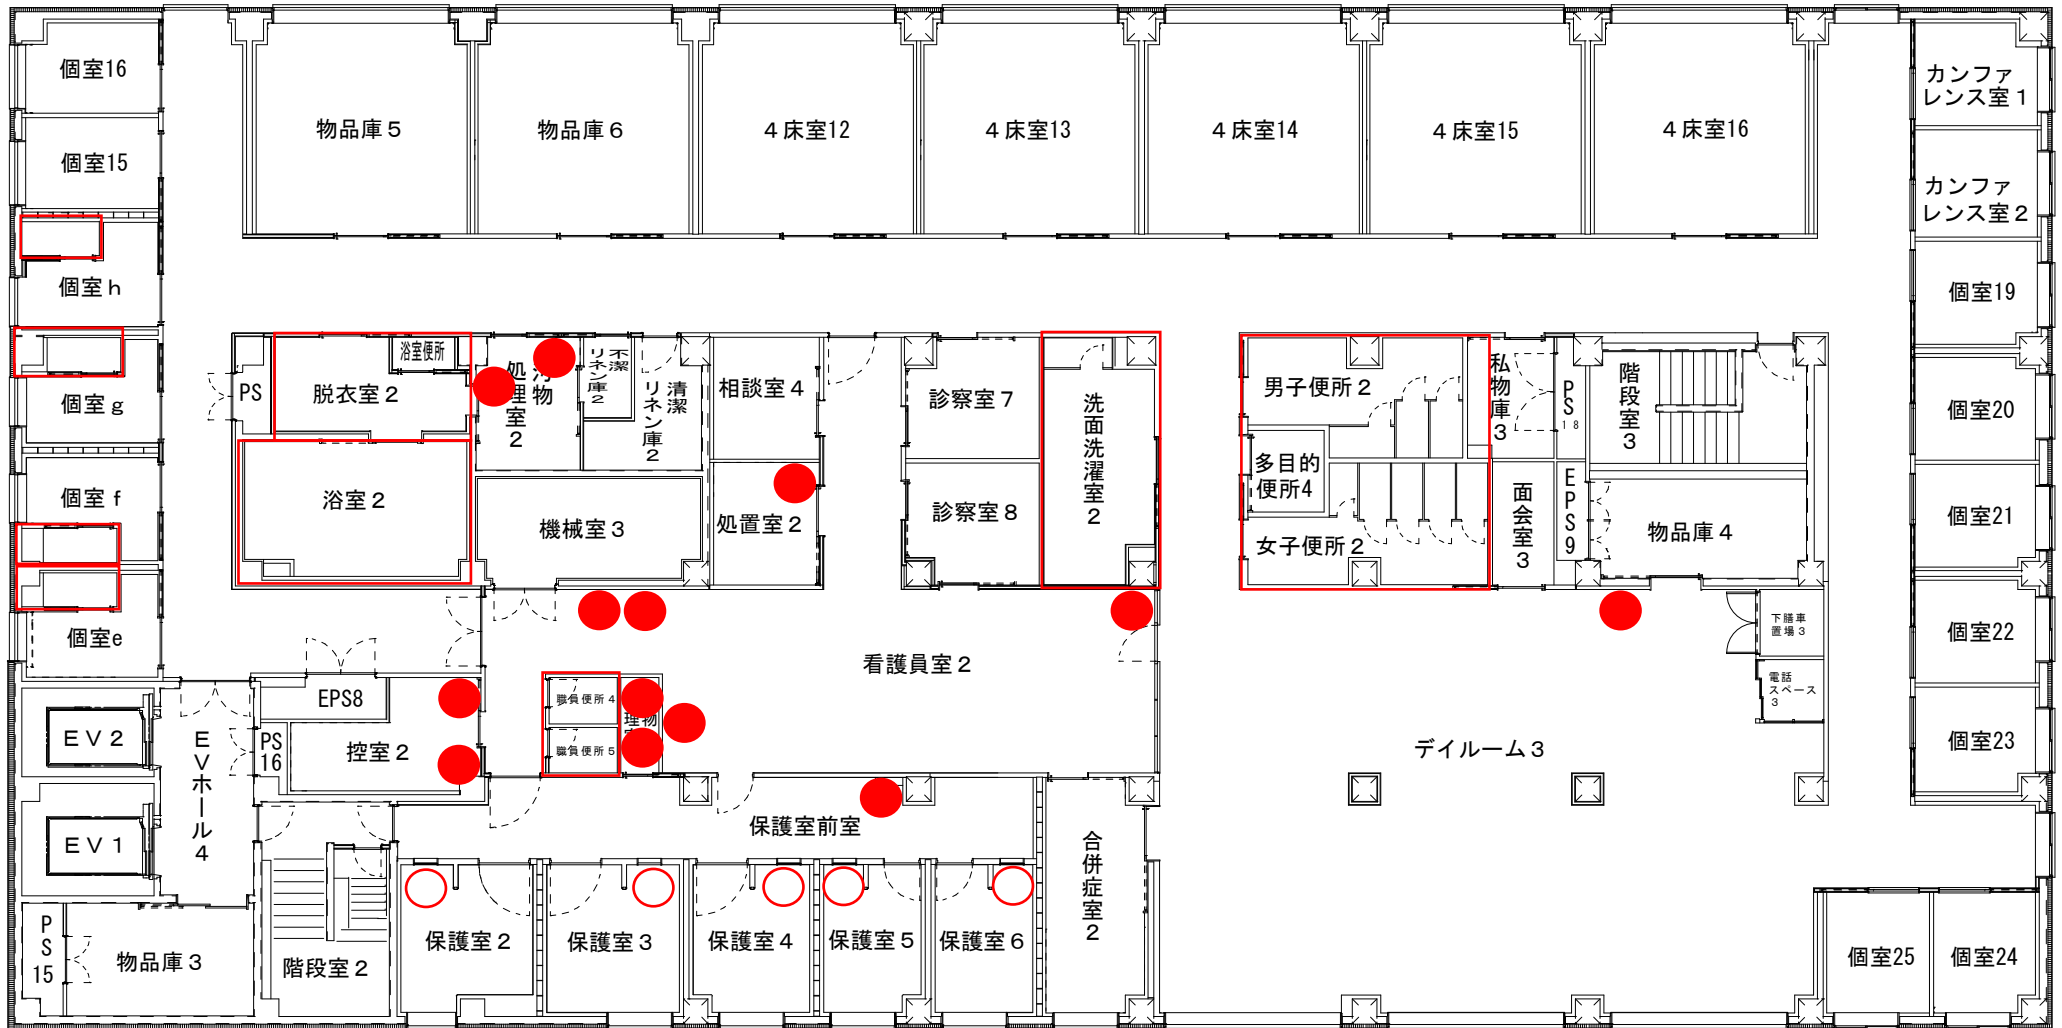 個室16
物品庫５
物品庫６
４床室12
４床室13
４床室14
４床室15
４床室16
カンファ
レンス室１
個室15
カンファ
レンス室２
個室ｈ
個室19
個室ｇ
PS
脱衣室２
浴室便所
処理室２
汚物
不潔
リネン庫２
清潔
リネン庫２
相談室４
診察室７
洗面洗濯室２
男子便所２
私物庫３
PS18
階段室３
個室20
個室ｆ
浴室２
機械室３
処置室２
診察室８
多目的
便所4
女子便所２
面会室３
EPS9
物品庫４
個室21
個室e
看護員室２
下膳車
置場３
個室22
EPS8
職員便所４
理
物
電話
スペース
３
ＥＶ２
ＥＶホール４
PS
16
控室２
職員便所５
デイルーム３
個室23
ＥＶ１
保護室前室
合併症室２
PS
15
物品庫３
階段室２
保護室２
保護室３
保護室４
保護室５
保護室６
個室25
個室24